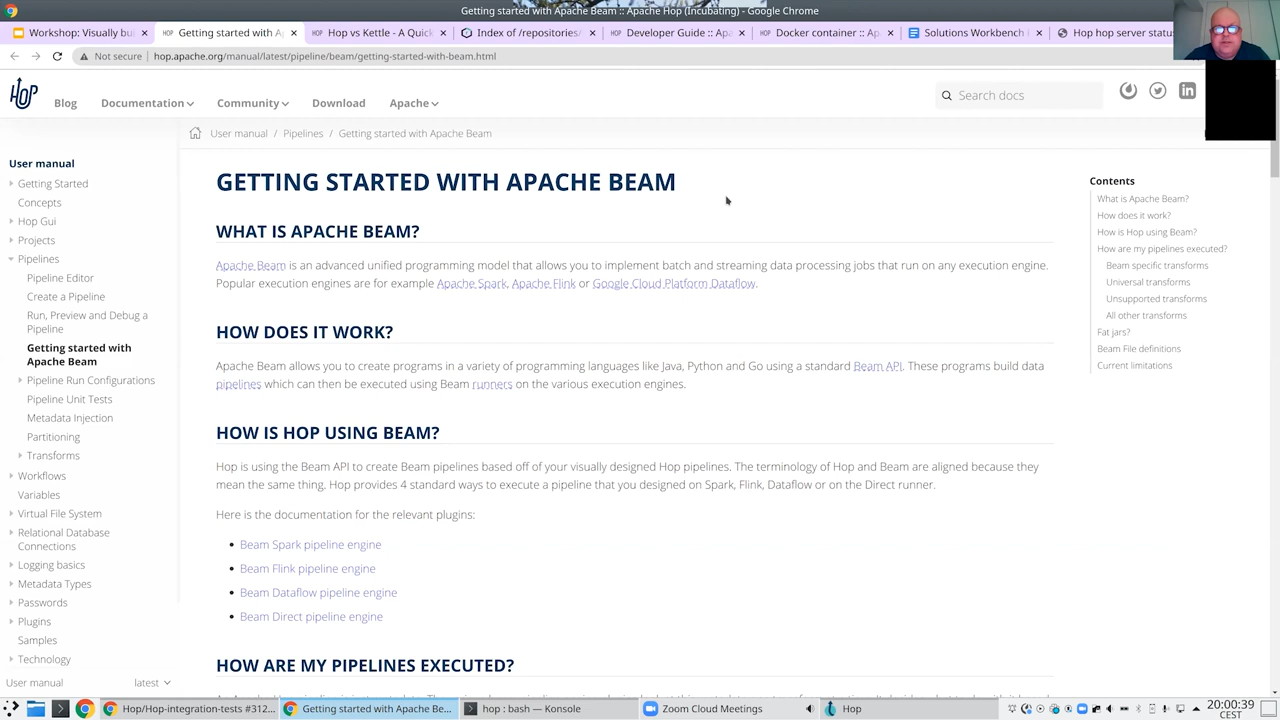 Getting started with Apache Beam :: Apache Hop (Incubating) - Google Chrome
Workshop: Visually bui
HOP Getting started with Ap
HOP Hop vs Kettle - A Quick
Index of /repositories/
HOP Developer Guide :: Ap
HOP Docker container :: Ap
Solutions Workbench
Hop hop server status
Not secure
hop.apache.org/manual/latest/pipeline/beam/getting-started-with-beam.html
HOP
Blog
Documentation
Community
Download
Apache
Search docs
User manual / Pipelines / Getting started with Apache Beam
User manual
Getting Started
Concepts
Hop Gui
Projects
Pipelines
Pipeline Editor
Create a Pipeline
Run, Preview and Debug a
Pipeline
Getting started with
Apache Beam
Pipeline Run Configurations
Pipeline Unit Tests
Metadata Injection
Partitioning
Transforms
Workflows
Variables
Virtual File System
Relational Database
Connections
Logging basics
Metadata Types
Passwords
Plugins
Samples
Technology
User manual
latest
GETTING STARTED WITH APACHE BEAM
WHAT IS APACHE BEAM?
Apache Beam is an advanced unified programming model that allows you to implement batch and streaming data processing jobs that run on any execution engine.
Popular execution engines are for example Apache Spark, Apache Flink or Google Cloud Platform Dataflow.
HOW DOES IT WORK?
Apache Beam allows you to create programs in a variety of programming languages like Java, Python and Go using a standard Beam API. These programs build data
pipelines which can then be executed using Beam runners on the various execution engines.
HOW IS HOP USING BEAM?
Hop is using the Beam API to create Beam pipelines based off of your visually designed Hop pipelines. The terminology of Hop and Beam are aligned because they
mean the same thing. Hop provides 4 standard ways to execute a pipeline that you designed on Spark, Flink, Dataflow or on the Direct runner.
Here is the documentation for the relevant plugins:
• Beam Spark pipeline engine
• Beam Flink pipeline engine
• Beam Dataflow pipeline engine
• Beam Direct pipeline engine
HOW ARE MY PIPELINES EXECUTED?
Contents
What is Apache Beam?
How does it work?
How is Hop using Beam?
How are my pipelines executed?
Beam specific transforms
Universal transforms
Unsupported transforms
All other transforms
Fat jars?
Beam File definitions
Current limitations
Hop/Hop-integration-tests #312...
Getting started with Apache Be...
hop : bash — Konsole
Zoom Cloud Meetings
Hop
20:00:39
CEST